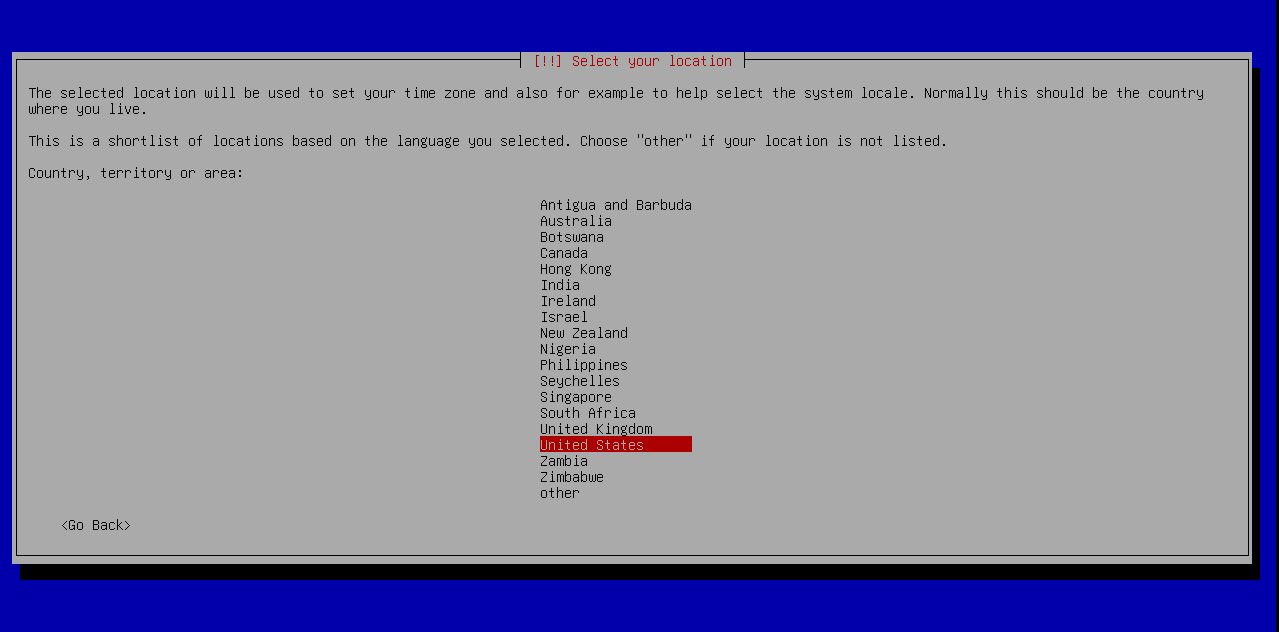 [!!] Select your location
The selected location will be used to set your time zone and also for example to help select the system locale. Normally this should be the country
where you live.
This is a shortlist of locations based on the language you selected. Choose "other" if your location is not listed.
Country, territory or area:
Antigua and Barbuda
Australia
Botswana
Canada
Hong Kong
India
Ireland
Israel
New Zealand
Nigeria
Philippines
Seychelles
Singapore
South Africa
United Kingdom
United States
Zambia
Zimbabwe
other
<Go Back>